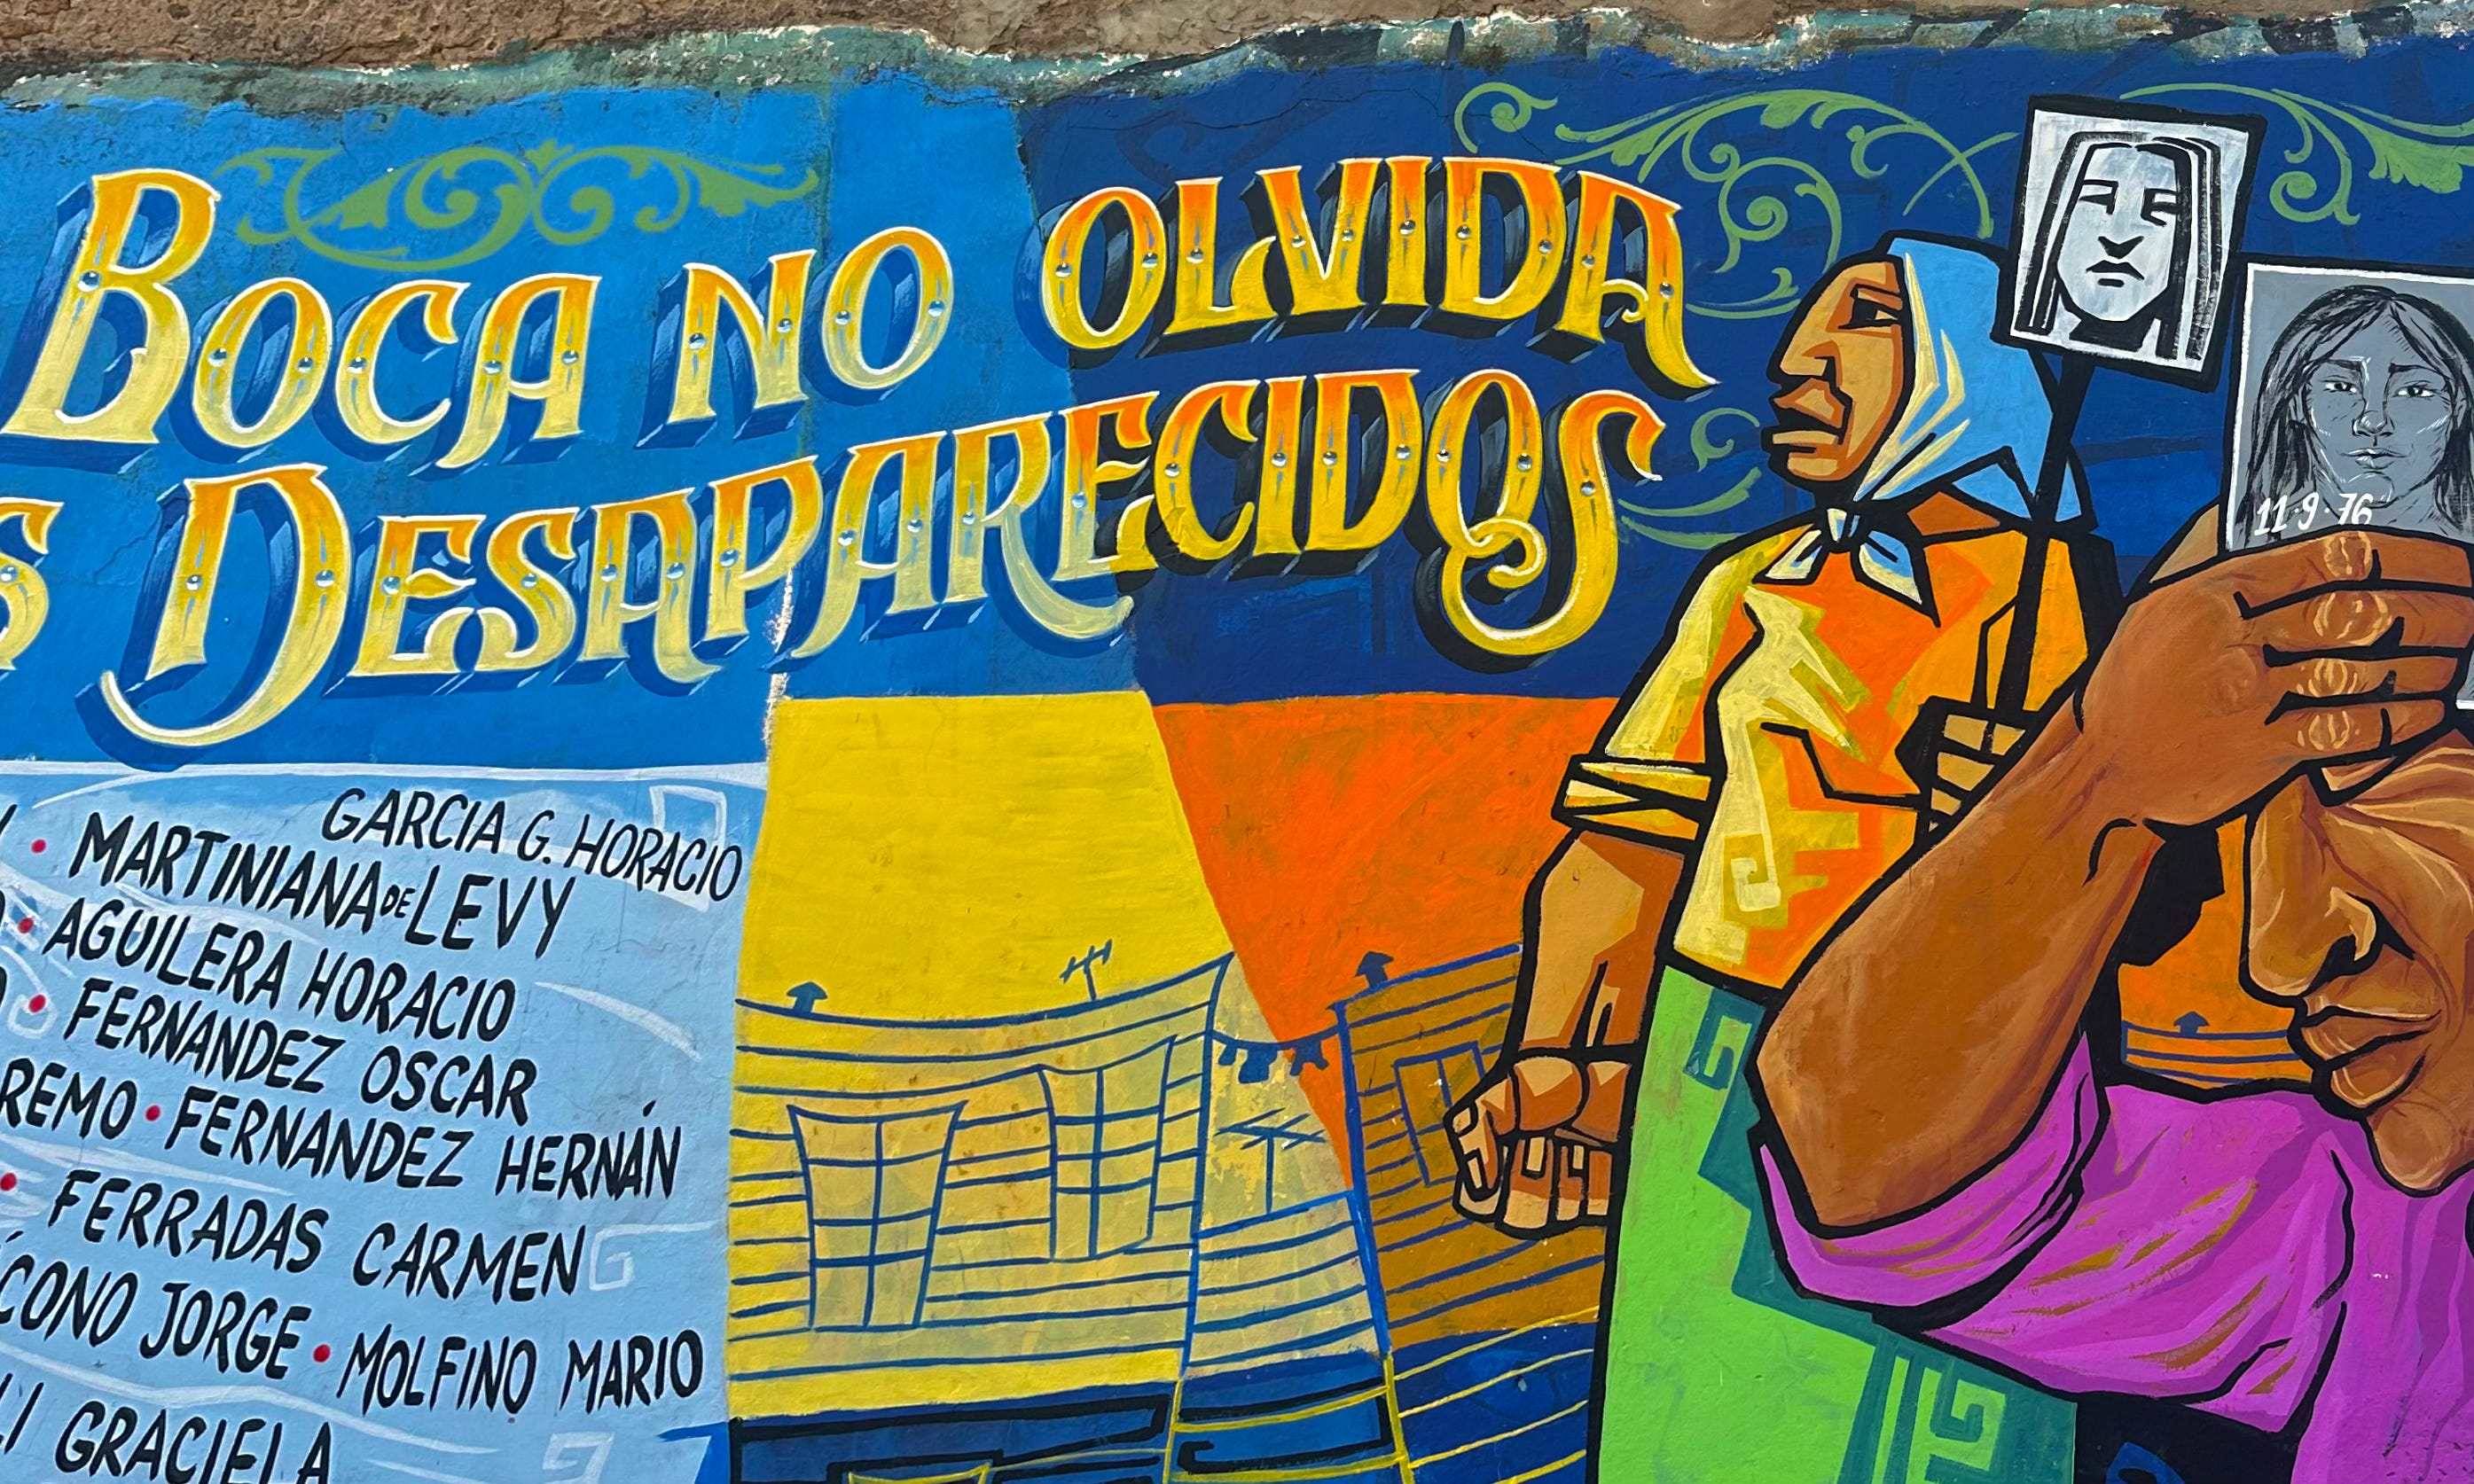 BOCA NO OLVIDA
S DESAPARECIDOS
11·9·76
GARCIA G. HORACIO
• MARTINIANA DE LEVY
• AGUILERA HORACIO
• FERNANDEZ OSCAR
REMO • FERNANDEZ HERNÁN
• FERRADAS CARMEN
CONO JORGE • MOLFINO MARIO
GRACIELA